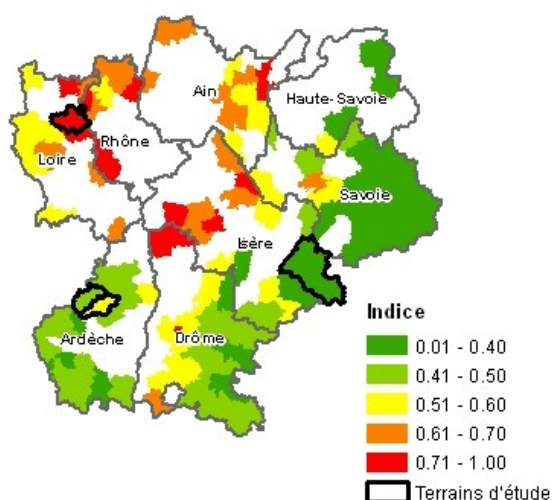 Ain
Haute-Savoie
Rhône
Loire
Savoie
Isère
Ardèche
Drôme
Indice
0.01 - 0.40
0.41 - 0.50
0.51 - 0.60
0.61 - 0.70
0.71 - 1.00
Terrains d'étude